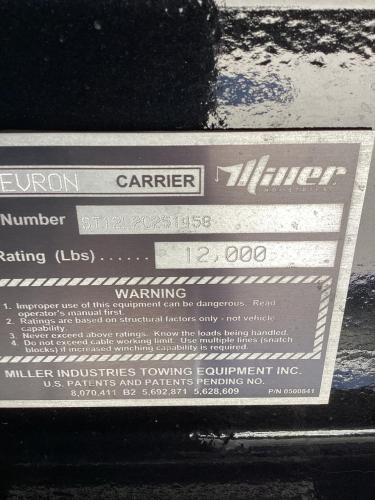 EVRON CARRIER Miller
INDUSTRIES
Number
Rating (Lbs)...... 12,000
WARNING
1. Improper use of this equipment can be dangerous. Read
operator's manual first.
2. Ratings are based on structural factors only - not vehicle
capability.
3. Never exceed above ratings. Know the loads being handled.
4. Do not exceed cable working limit. Use multiple lines (snatch
blocks) if increased winching capability is required.
MILLER INDUSTRIES TOWING EQUIPMENT INC.
U.S. PATENTS AND PATENTS PENDING NO.
8,070,411 B2 5,692,871 5,628,609 P/N 0500841